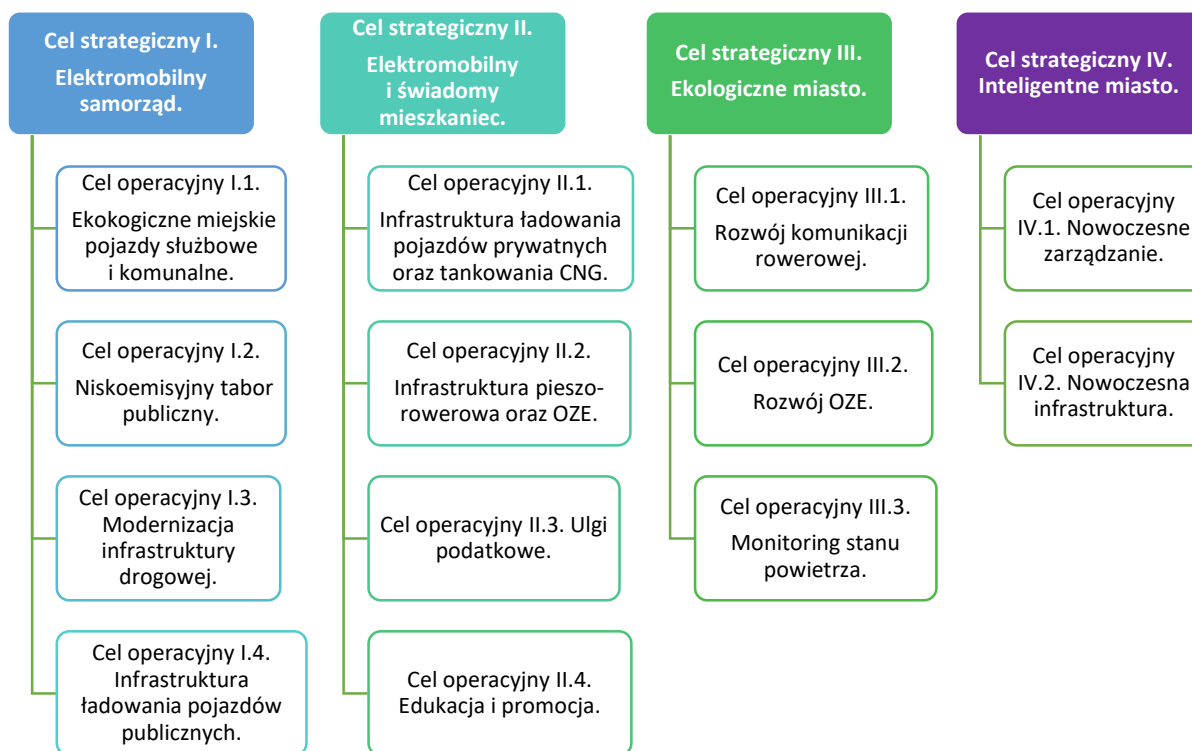 Cel strategiczny I.
Elektromobilny
samorząd.
Cel operacyjny I.1.
Ekokogiczne miejskie
pojazdy służbowe
i komunalne.
Cel operacyjny I.2.
Niskoemisyjny tabor
publiczny.
Cel operacyjny I.3.
Modernizacja
infrastruktury
drogowej.
Cel operacyjny I.4.
Infrastruktura
ładowania pojazdów
publicznych.
Cel strategiczny II.
Elektromobilny
i świadomy
mieszkaniec.
Cel operacyjny II.1.
Infrastruktura ładowania
pojazdów prywatnych
oraz tankowania CNG.
Cel operacyjny II.2.
Infrastruktura pieszo-
rowerowa oraz OZE.
Cel operacyjny II.3. Ulgi
podatkowe.
Cel operacyjny II.4.
Edukacja i promocja.
Cel strategiczny III.
Ekologiczne miasto.
Cel operacyjny III.1.
Rozwój komunikacji
rowerowej.
Cel operacyjny III.2.
Rozwój OZE.
Cel operacyjny III.3.
Monitoring stanu
powietrza.
Cel strategiczny IV.
Inteligentne miasto.
Cel operacyjny
IV.1. Nowoczesne
zarządzanie.
Cel operacyjny
IV.2. Nowoczesna
infrastruktura.